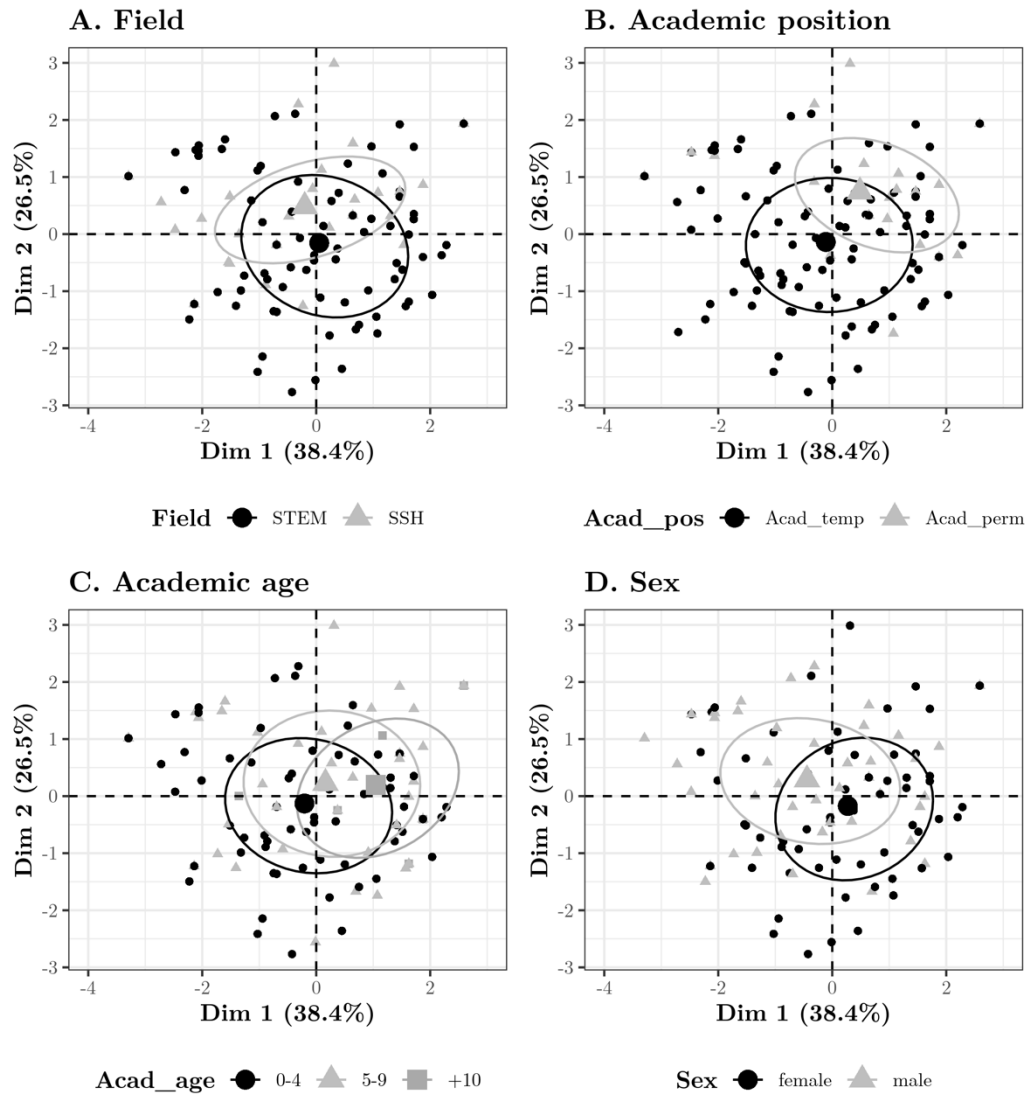 A. Field
B. Academic position
3
2
1
0
-1
-2
-3
Dim 2 (26.5%)
-4
-2
0
2
Dim 1 (38.4%)
3
2
1
0
-1
-2
-3
Dim 2 (26.5%)
-4
-2
0
2
Dim 1 (38.4%)
Field STEM SSH
Acad_pos Acad_temp Acad_perm
C. Academic age
D. Sex
3
2
1
0
-1
-2
-3
Dim 2 (26.5%)
-4
-2
0
2
Dim 1 (38.4%)
3
2
1
0
-1
-2
-3
Dim 2 (26.5%)
-4
-2
0
2
Dim 1 (38.4%)
Acad_age 0-4 5-9 +10
Sex female male